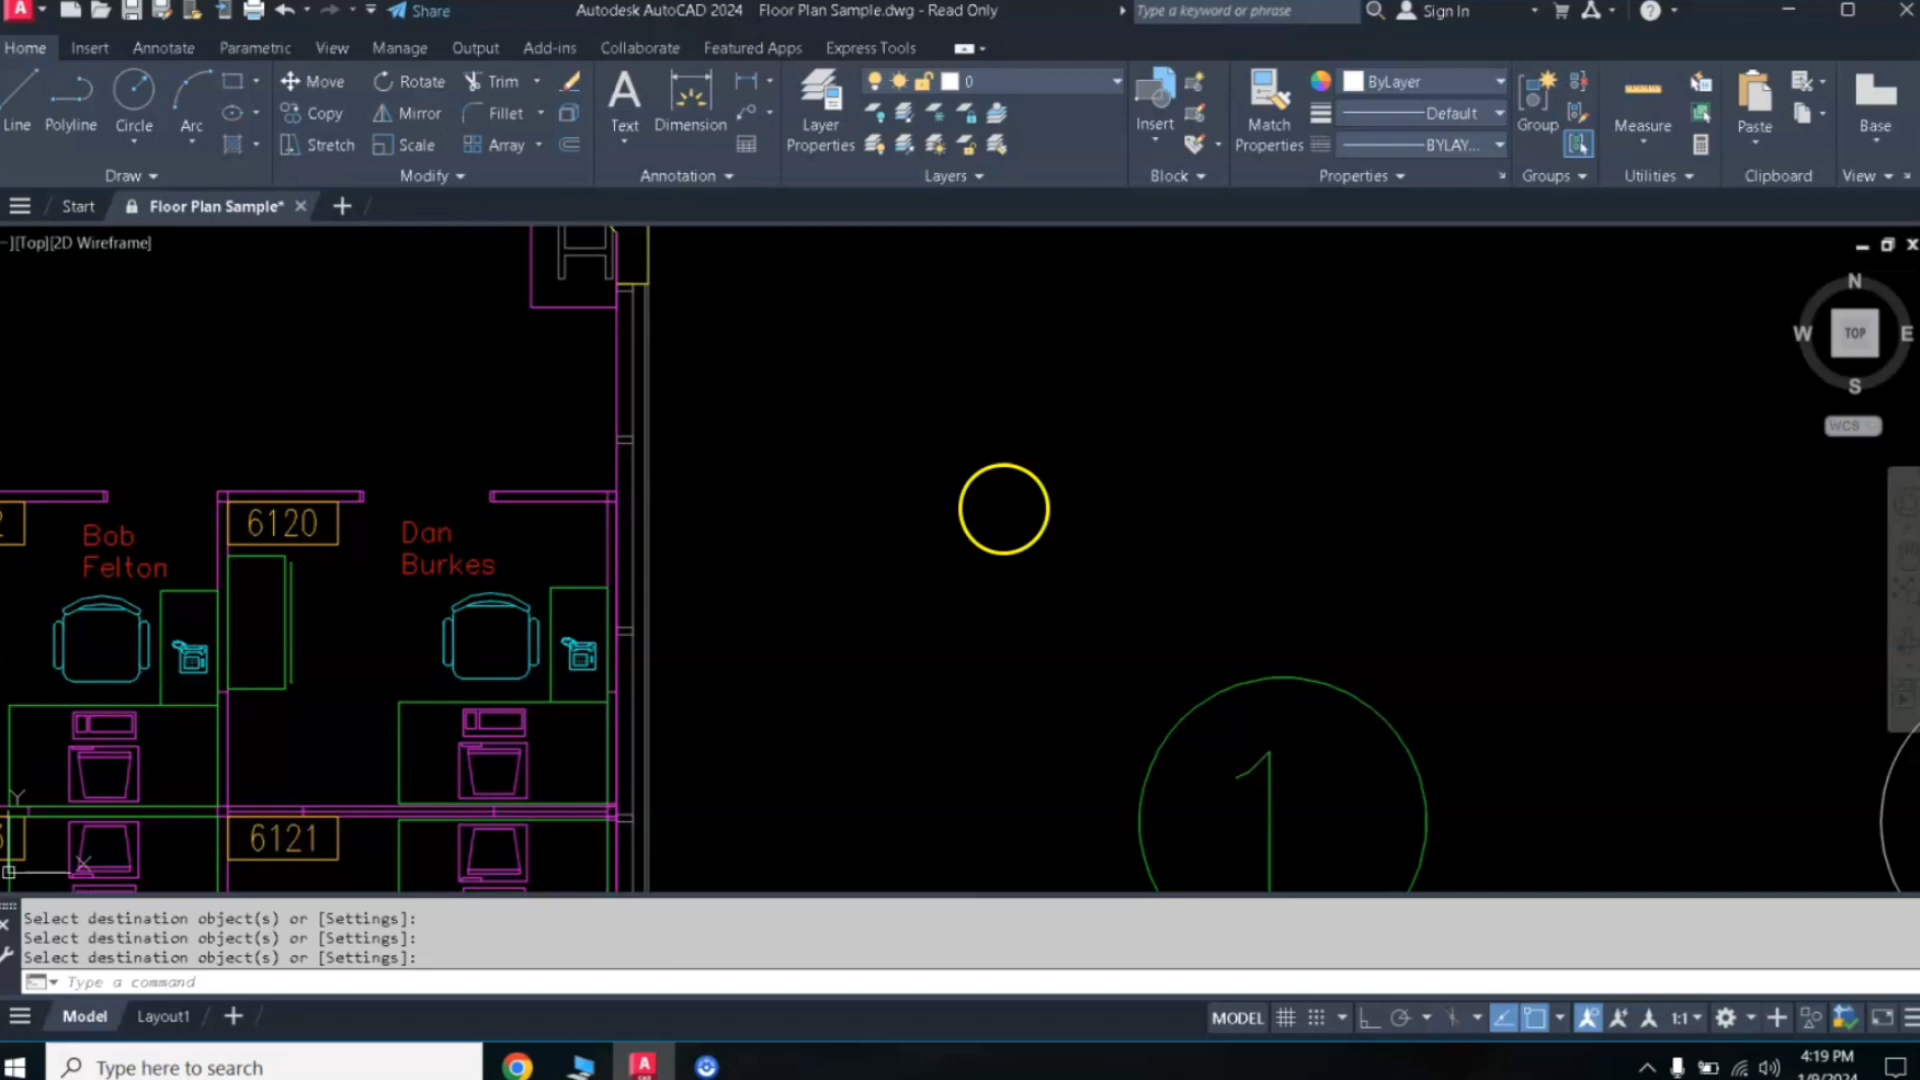 Share
Autodesk AutoCAD 2024 Floor Plan Sample.dwg - Read Only
Type a keyword or phrase
Sign In
Home Insert Annotate Parametric View Manage Output Add-ins Collaborate Featured Apps Express Tools
Line
Polyline
Circle
Arc
Move
Copy
Stretch
Rotate
Mirror
Scale
Trim
Fillet
Array
Text
Dimension
Layer
Properties
0
Insert
Match
Properties
ByLayer
Default
BYLAY...
Group
Measure
Paste
Base
Draw
Modify
Annotation
Layers
Block
Properties
Groups
Utilities
Clipboard
View
Start
Floor Plan Sample*
–][Top][2D Wireframe]
N
W
TOP
E
S
WCS
Bob
Felton
6120
Dan
Burkes
1
6121
Y
X
Select destination object(s) or [Settings]:
Select destination object(s) or [Settings]:
Select destination object(s) or [Settings]:
Type a command
Model
Layout1
MODEL
1:1
Type here to search
4:19 PM